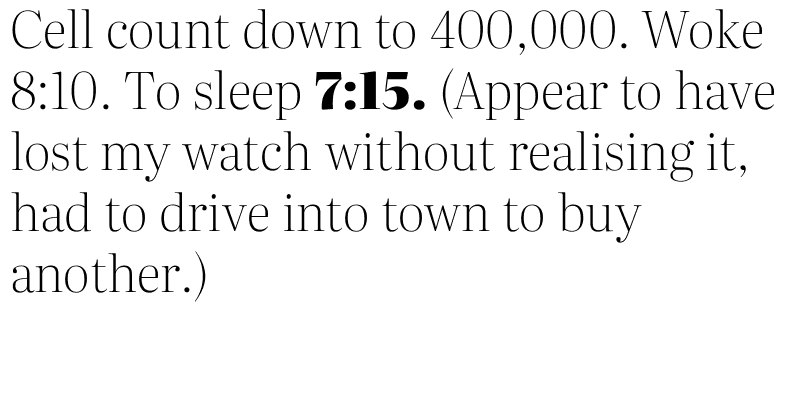 Cell count down to 400,000. Woke
8:10. To sleep 7:15. (Appear to have
lost my watch without realising it,
had to drive into town to buy
another.)